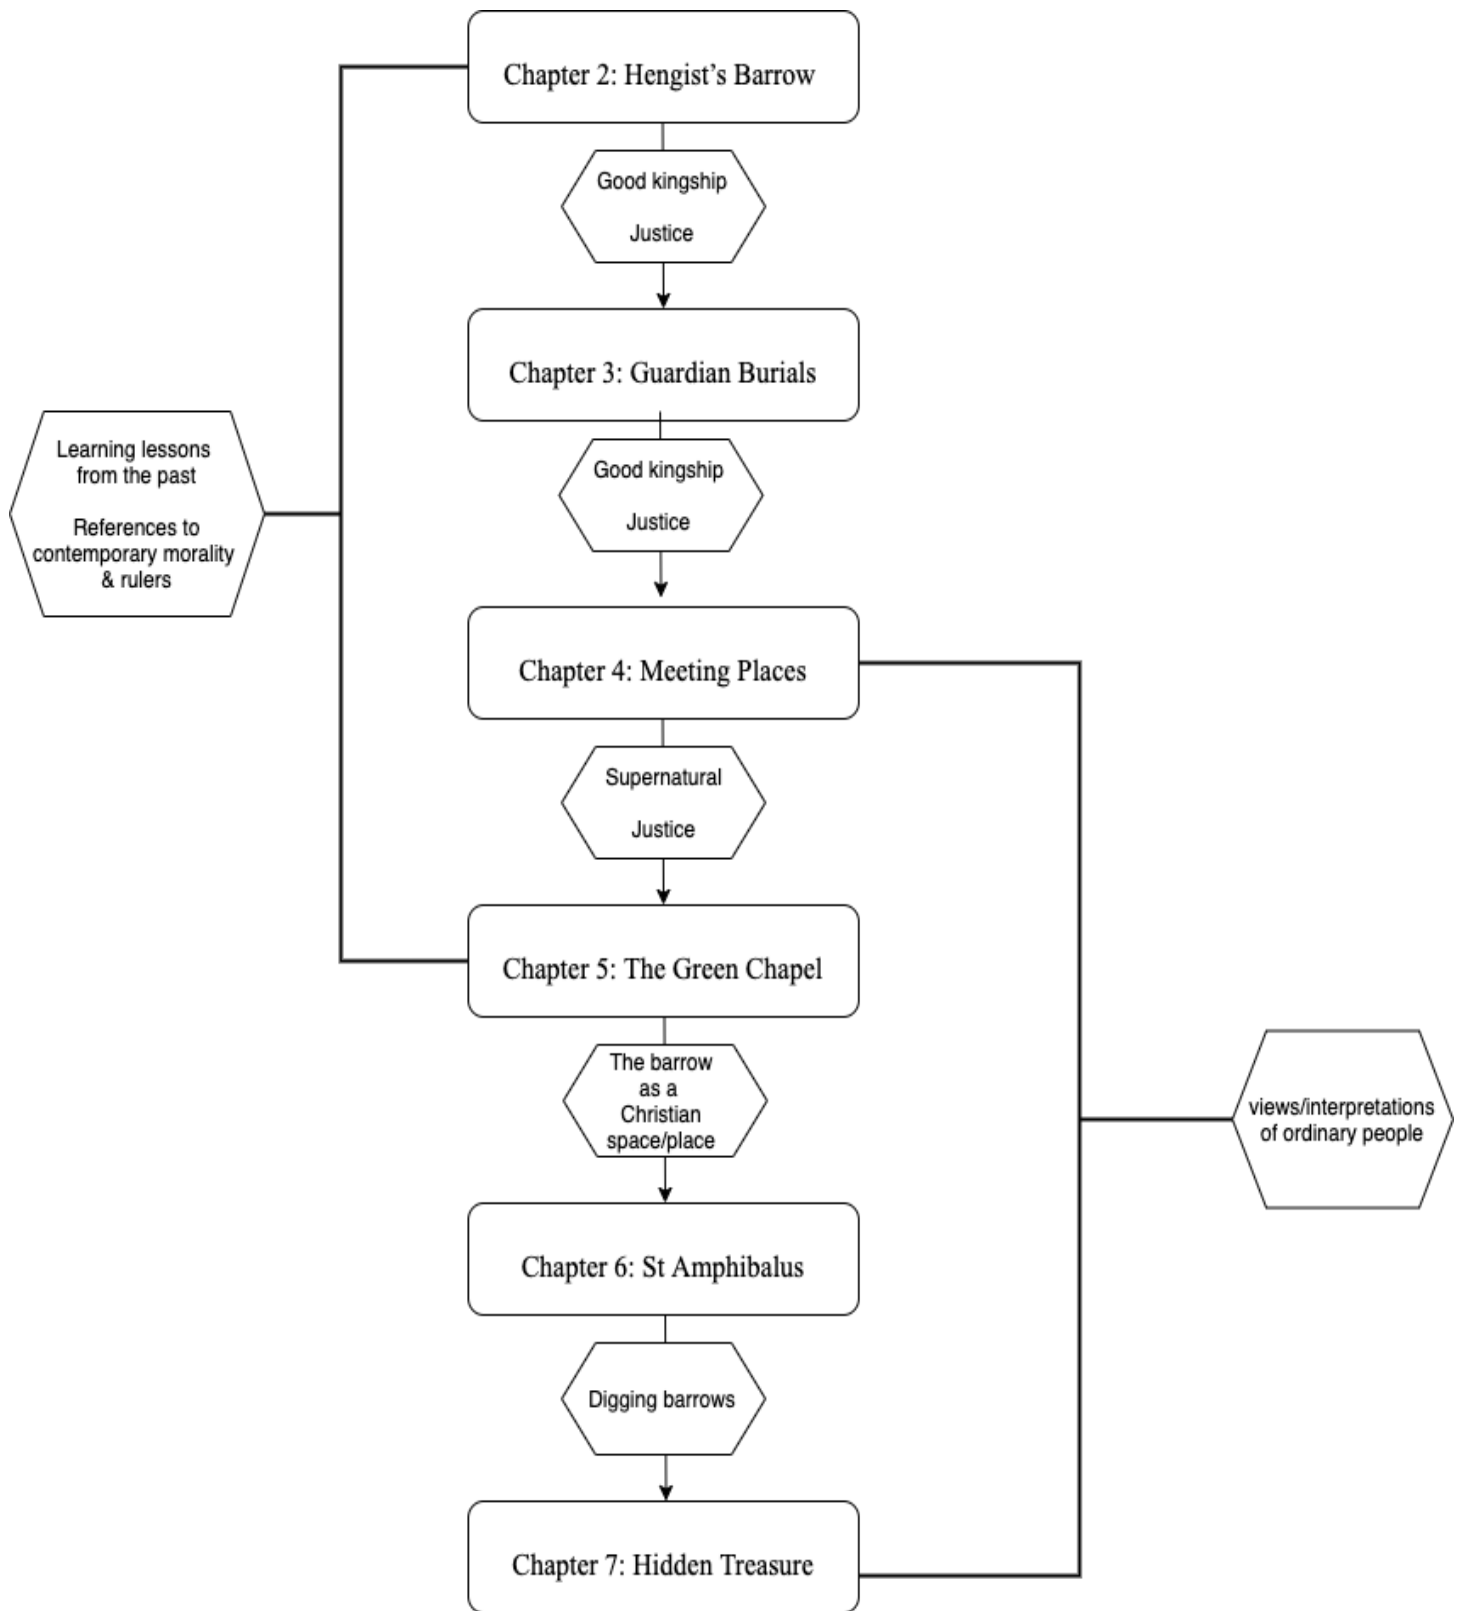 Chapter 2: Hengist’s Barrow
Good kingship
Justice
Chapter 3: Guardian Burials
Learning lessons
from the past
References to
contemporary morality
& rulers
Good kingship
Justice
Chapter 4: Meeting Places
Supernatural
Justice
Chapter 5: The Green Chapel
The barrow
as a
Christian
space/place
views/interpretations
of ordinary people
Chapter 6: St Amphibalus
Digging barrows
Chapter 7: Hidden Treasure